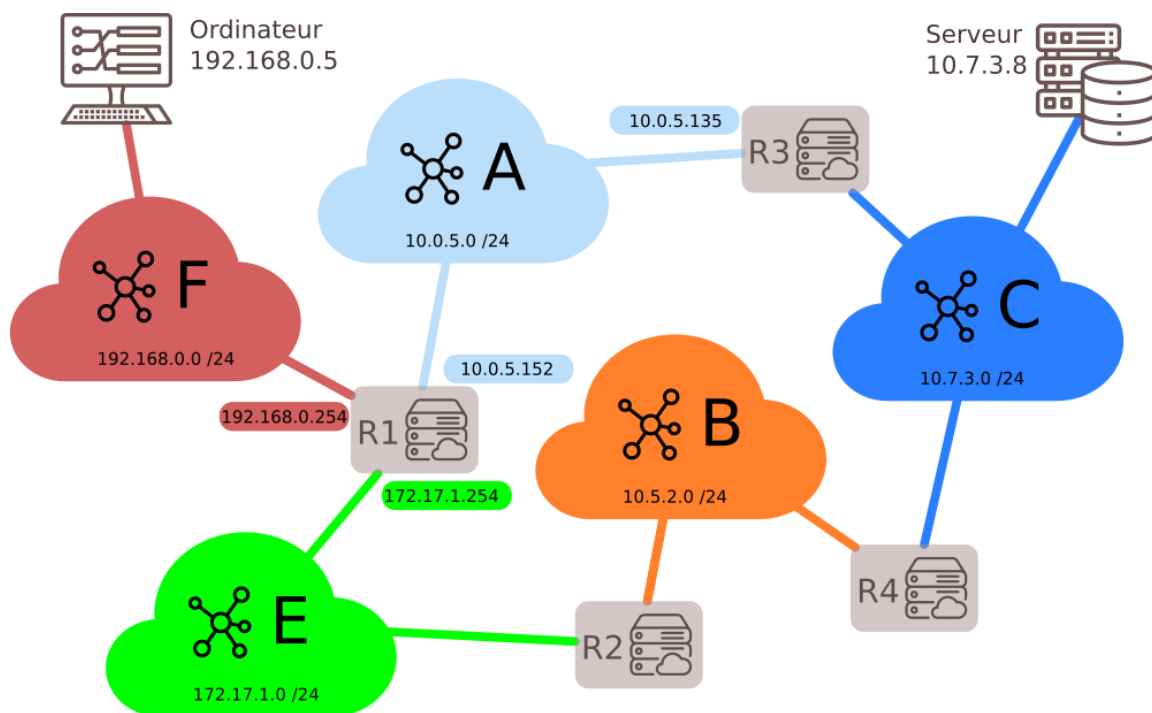 Ordinateur
192.168.0.5
Serveur
10.7.3.8
10.0.5.135
R3
A
10.0.5.0 /24
F
192.168.0.0 /24
C
10.7.3.0 /24
10.0.5.152
192.168.0.254
R1
B
10.5.2.0 /24
172.17.1.254
R4
E
172.17.1.0 /24
R2